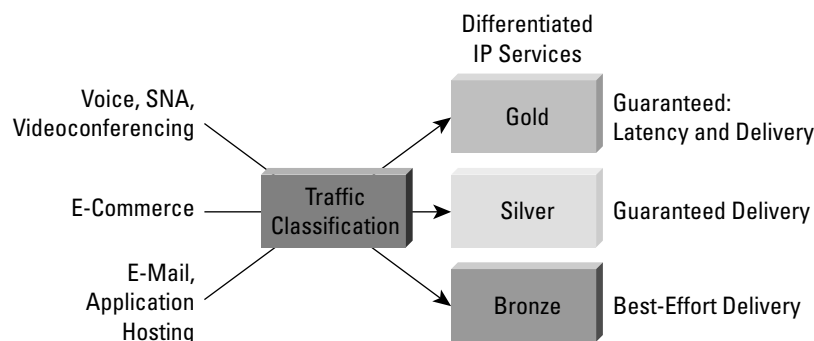 Differentiated
IP Services
Voice, SNA,
Videoconferencing
Gold
Guaranteed:
Latency and Delivery
E-Commerce
Traffic
Classification
Silver
Guaranteed Delivery
E-Mail,
Application
Hosting
Bronze
Best-Effort Delivery